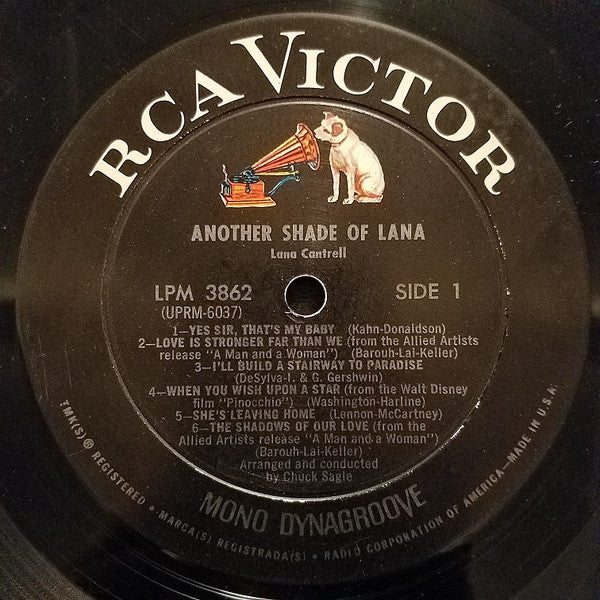 RCA VICTOR
ANOTHER SHADE OF LANA
Lana Cantrell
LPM 3862
(UPRM-6037)
SIDE 1
1—YES SIR, THAT'S MY BABY (Kahn-Donaldson)
2—LOVE IS STRONGER FAR THAN WE (from the Allied Artists
release "A Man and a Woman") (Barouh-Lai-Keller)
3—I'LL BUILD A STAIRWAY TO PARADISE
(DeSylva-I. & G. Gershwin)
4—WHEN YOU WISH UPON A STAR (from the Walt Disney
film "Pinocchio") (Washington-Harline)
5—SHE'S LEAVING HOME (Lennon-McCartney)
6—THE SHADOWS OF OUR LOVE (from the
Allied Artists release "A Man and a Woman")
(Barouh-Lai-Keller)
Arranged and conducted
by Chuck Sagle
MONO DYNAGROOVE
TMK(S) ® REGISTERED • MARCA(S) REGISTRADA(S) • RADIO CORPORATION OF AMERICA—MADE IN U.S.A.